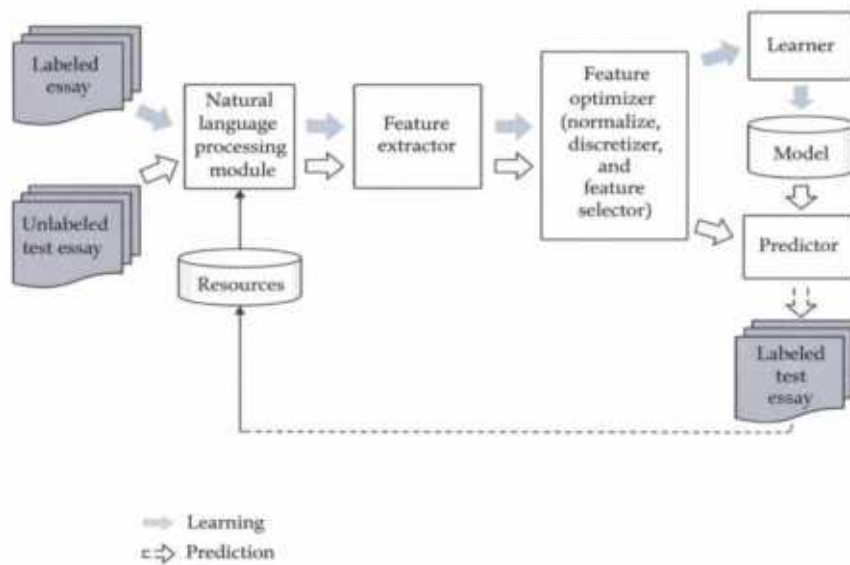 Labeled
essay
Unlabeled
test essay
Natural
language
processing
module
Resources
Feature
extractor
Feature
optimizer
(normalize,
discretizer,
and
feature
selector)
Learner
Model
Predictor
Labeled
test
essay
Learning
Prediction